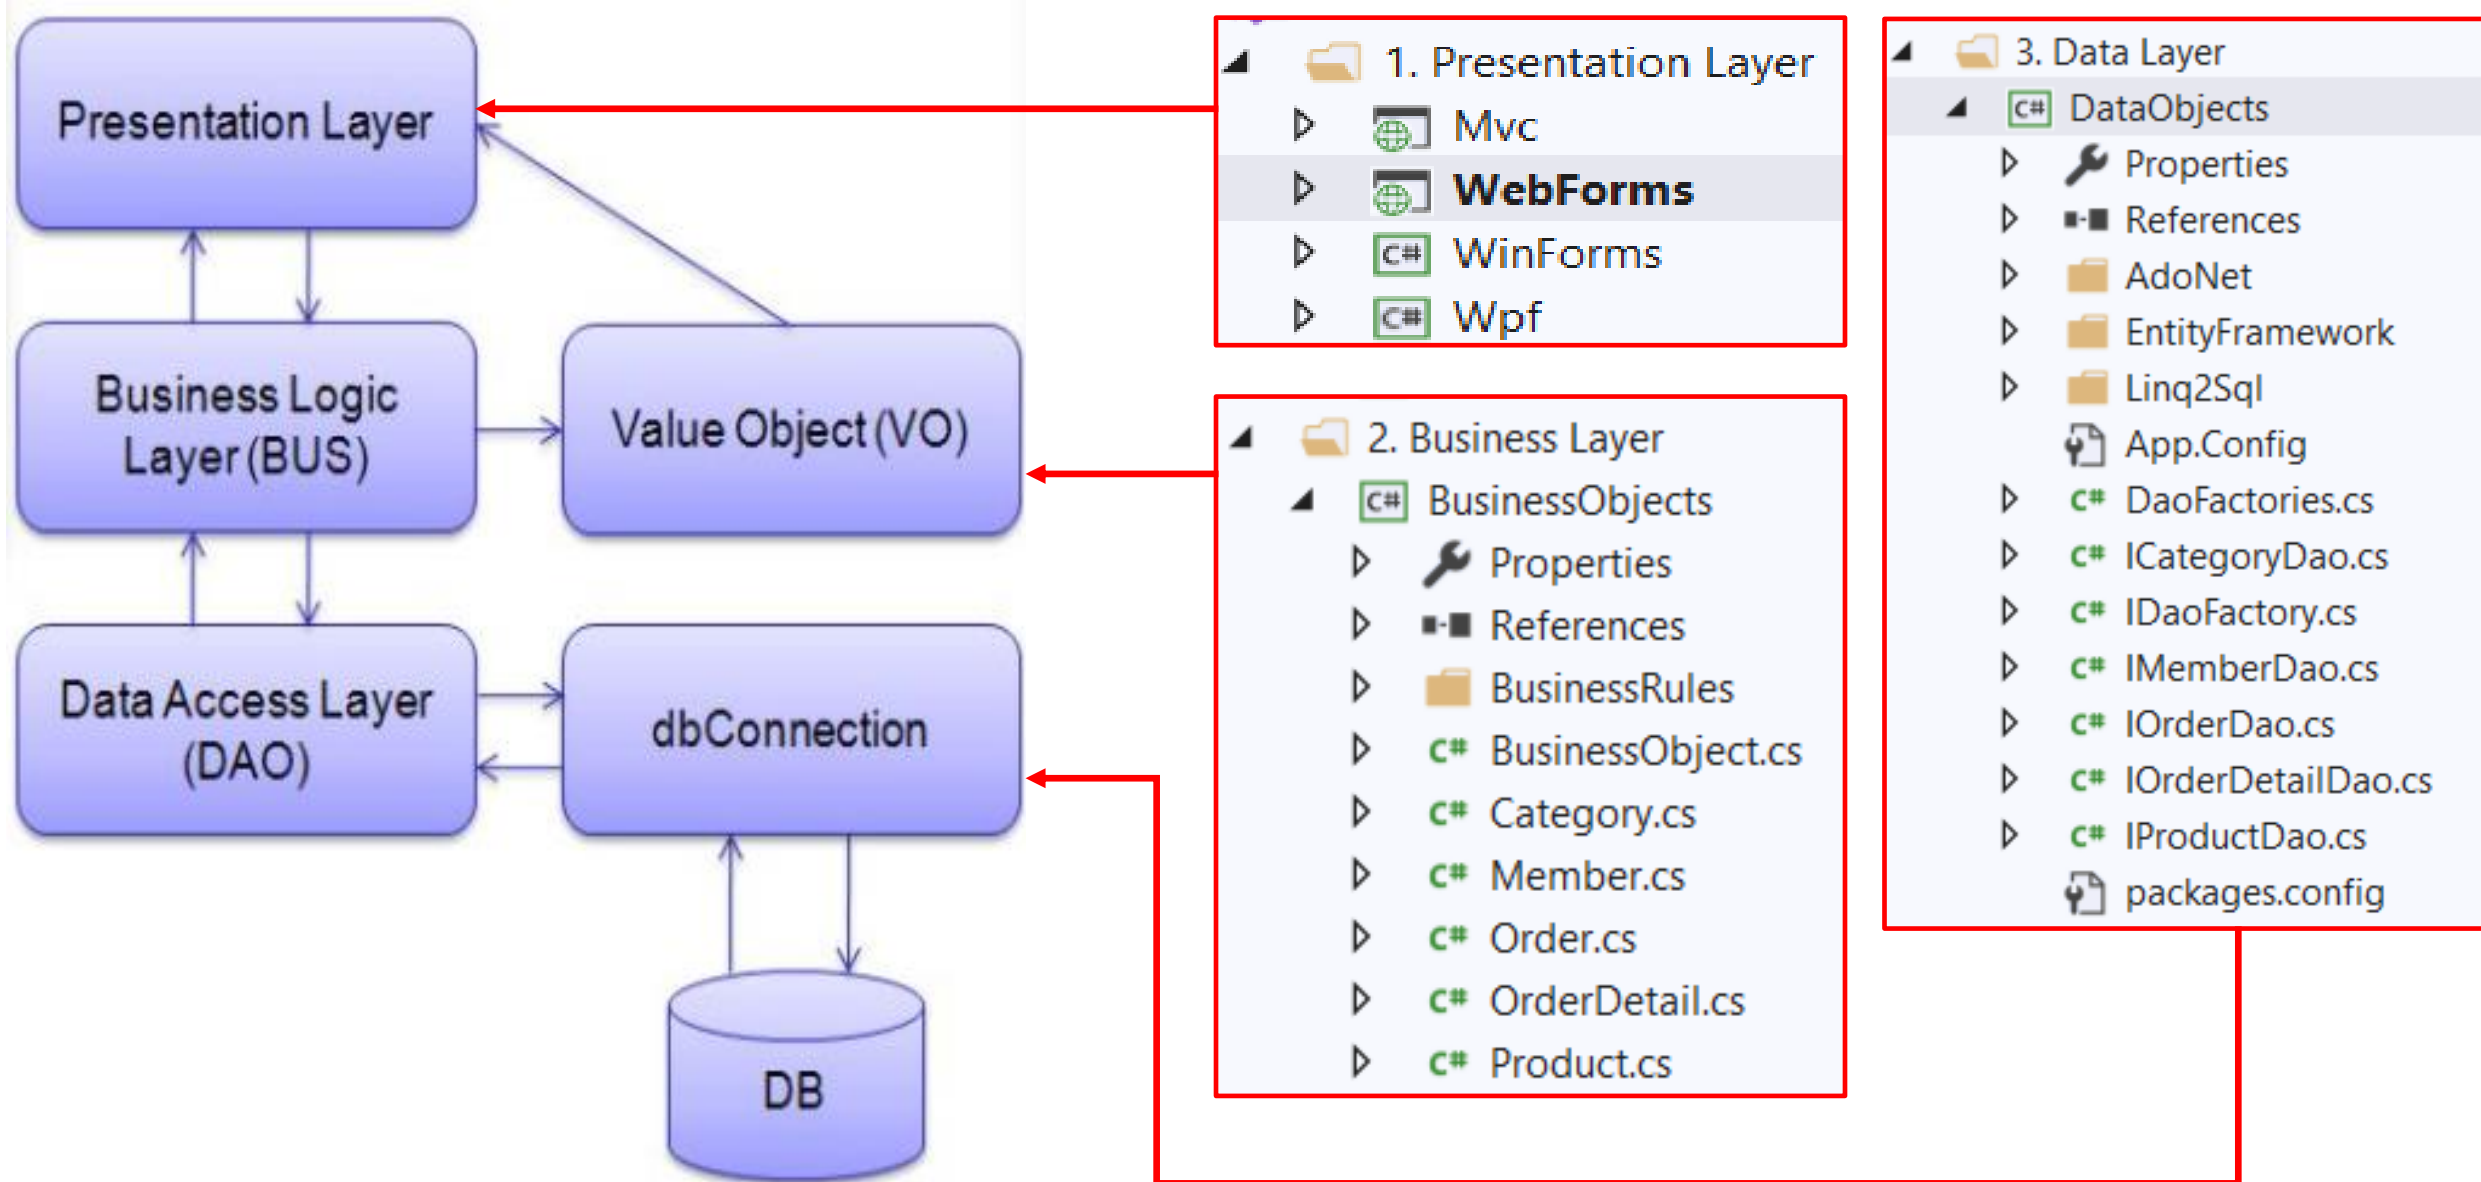 Presentation Layer
Business Logic
Layer (BUS)
Value Object (VO)
Data Access Layer
(DAO)
dbConnection
DB
1. Presentation Layer
Mvc
WebForms
C# WinForms
C# Wpf
2. Business Layer
C# BusinessObjects
Properties
References
BusinessRules
C# BusinessObject.cs
C# Category.cs
C# Member.cs
C# Order.cs
C# OrderDetail.cs
C# Product.cs
3. Data Layer
C# DataObjects
Properties
References
AdoNet
EntityFramework
Linq2Sql
App.Config
C# DaoFactories.cs
C# ICategoryDao.cs
C# IDaoFactory.cs
C# IMemberDao.cs
C# IOrderDao.cs
C# IOrderDetailDao.cs
C# IProductDao.cs
packages.config